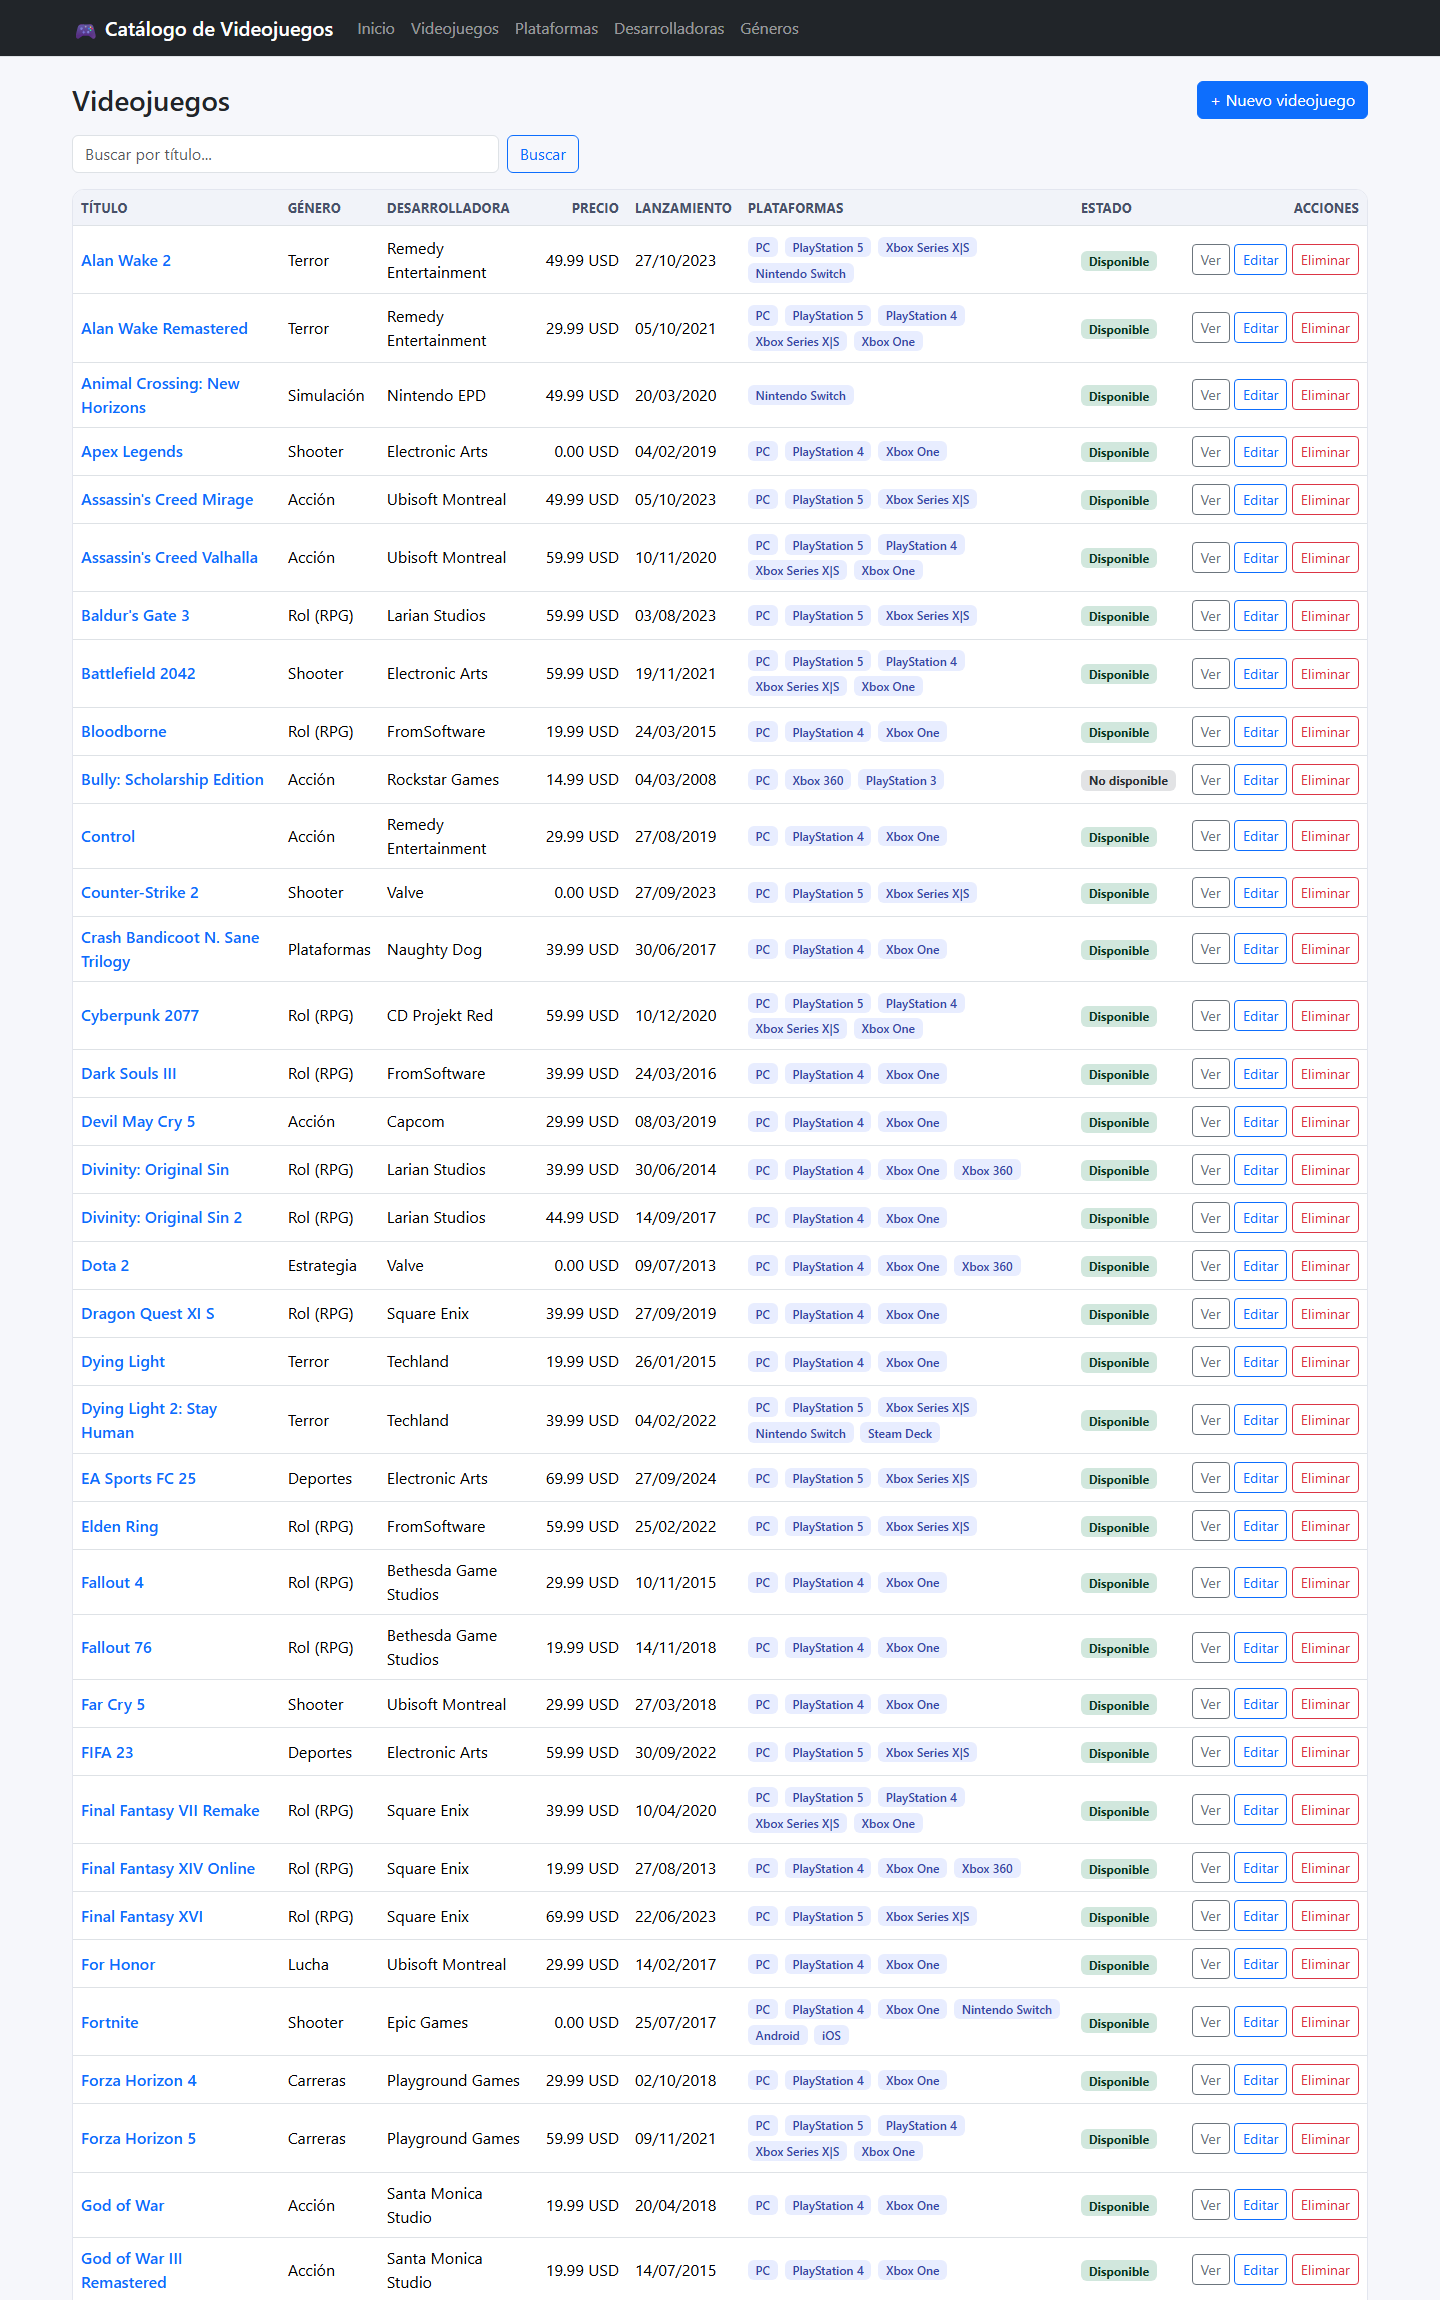 🎮 Catálogo de Videojuegos Inicio Videojuegos Plataformas Desarrolladoras Géneros
Videojuegos
+ Nuevo videojuego
Buscar por título... Buscar
TÍTULO GÉNERO DESARROLLADORA PRECIO LANZAMIENTO PLATAFORMAS ESTADO ACCIONES
Alan Wake 2 Terror Remedy Entertainment 49.99 USD 27/10/2023 PC PlayStation 5 Xbox Series X|S Nintendo Switch Disponible Ver Editar Eliminar
Alan Wake Remastered Terror Remedy Entertainment 29.99 USD 05/10/2021 PC PlayStation 5 PlayStation 4 Xbox Series X|S Xbox One Disponible Ver Editar Eliminar
Animal Crossing: New Horizons Simulación Nintendo EPD 49.99 USD 20/03/2020 Nintendo Switch Disponible Ver Editar Eliminar
Apex Legends Shooter Electronic Arts 0.00 USD 04/02/2019 PC PlayStation 4 Xbox One Disponible Ver Editar Eliminar
Assassin's Creed Mirage Acción Ubisoft Montreal 49.99 USD 05/10/2023 PC PlayStation 5 Xbox Series X|S Disponible Ver Editar Eliminar
Assassin's Creed Valhalla Acción Ubisoft Montreal 59.99 USD 10/11/2020 PC PlayStation 5 PlayStation 4 Xbox Series X|S Xbox One Disponible Ver Editar Eliminar
Baldur's Gate 3 Rol (RPG) Larian Studios 59.99 USD 03/08/2023 PC PlayStation 5 Xbox Series X|S Disponible Ver Editar Eliminar
Battlefield 2042 Shooter Electronic Arts 59.99 USD 19/11/2021 PC PlayStation 5 PlayStation 4 Xbox Series X|S Xbox One Disponible Ver Editar Eliminar
Bloodborne Rol (RPG) FromSoftware 19.99 USD 24/03/2015 PC PlayStation 4 Xbox One Disponible Ver Editar Eliminar
Bully: Scholarship Edition Acción Rockstar Games 14.99 USD 04/03/2008 PC Xbox 360 PlayStation 3 No disponible Ver Editar Eliminar
Control Acción Remedy Entertainment 29.99 USD 27/08/2019 PC PlayStation 4 Xbox One Disponible Ver Editar Eliminar
Counter-Strike 2 Shooter Valve 0.00 USD 27/09/2023 PC PlayStation 5 Xbox Series X|S Disponible Ver Editar Eliminar
Crash Bandicoot N. Sane Trilogy Plataformas Naughty Dog 39.99 USD 30/06/2017 PC PlayStation 4 Xbox One Disponible Ver Editar Eliminar
Cyberpunk 2077 Rol (RPG) CD Projekt Red 59.99 USD 10/12/2020 PC PlayStation 5 PlayStation 4 Xbox Series X|S Xbox One Disponible Ver Editar Eliminar
Dark Souls III Rol (RPG) FromSoftware 39.99 USD 24/03/2016 PC PlayStation 4 Xbox One Disponible Ver Editar Eliminar
Devil May Cry 5 Acción Capcom 29.99 USD 08/03/2019 PC PlayStation 4 Xbox One Disponible Ver Editar Eliminar
Divinity: Original Sin Rol (RPG) Larian Studios 39.99 USD 30/06/2014 PC PlayStation 4 Xbox One Xbox 360 Disponible Ver Editar Eliminar
Divinity: Original Sin 2 Rol (RPG) Larian Studios 44.99 USD 14/09/2017 PC PlayStation 4 Xbox One Disponible Ver Editar Eliminar
Dota 2 Estrategia Valve 0.00 USD 09/07/2013 PC PlayStation 4 Xbox One Xbox 360 Disponible Ver Editar Eliminar
Dragon Quest XI S Rol (RPG) Square Enix 39.99 USD 27/09/2019 PC PlayStation 4 Xbox One Disponible Ver Editar Eliminar
Dying Light Terror Techland 19.99 USD 26/01/2015 PC PlayStation 4 Xbox One Disponible Ver Editar Eliminar
Dying Light 2: Stay Human Terror Techland 39.99 USD 04/02/2022 PC PlayStation 5 Xbox Series X|S Nintendo Switch Steam Deck Disponible Ver Editar Eliminar
EA Sports FC 25 Deportes Electronic Arts 69.99 USD 27/09/2024 PC PlayStation 5 Xbox Series X|S Disponible Ver Editar Eliminar
Elden Ring Rol (RPG) FromSoftware 59.99 USD 25/02/2022 PC PlayStation 5 Xbox Series X|S Disponible Ver Editar Eliminar
Fallout 4 Rol (RPG) Bethesda Game Studios 29.99 USD 10/11/2015 PC PlayStation 4 Xbox One Disponible Ver Editar Eliminar
Fallout 76 Rol (RPG) Bethesda Game Studios 19.99 USD 14/11/2018 PC PlayStation 4 Xbox One Disponible Ver Editar Eliminar
Far Cry 5 Shooter Ubisoft Montreal 29.99 USD 27/03/2018 PC PlayStation 4 Xbox One Disponible Ver Editar Eliminar
FIFA 23 Deportes Electronic Arts 59.99 USD 30/09/2022 PC PlayStation 5 Xbox Series X|S Disponible Ver Editar Eliminar
Final Fantasy VII Remake Rol (RPG) Square Enix 39.99 USD 10/04/2020 PC PlayStation 5 PlayStation 4 Xbox Series X|S Xbox One Disponible Ver Editar Eliminar
Final Fantasy XIV Online Rol (RPG) Square Enix 19.99 USD 27/08/2013 PC PlayStation 4 Xbox One Xbox 360 Disponible Ver Editar Eliminar
Final Fantasy XVI Rol (RPG) Square Enix 69.99 USD 22/06/2023 PC PlayStation 5 Xbox Series X|S Disponible Ver Editar Eliminar
For Honor Lucha Ubisoft Montreal 29.99 USD 14/02/2017 PC PlayStation 4 Xbox One Disponible Ver Editar Eliminar
Fortnite Shooter Epic Games 0.00 USD 25/07/2017 PC PlayStation 4 Xbox One Nintendo Switch Android iOS Disponible Ver Editar Eliminar
Forza Horizon 4 Carreras Playground Games 29.99 USD 02/10/2018 PC PlayStation 4 Xbox One Disponible Ver Editar Eliminar
Forza Horizon 5 Carreras Playground Games 59.99 USD 09/11/2021 PC PlayStation 5 PlayStation 4 Xbox Series X|S Xbox One Disponible Ver Editar Eliminar
God of War Acción Santa Monica Studio 19.99 USD 20/04/2018 PC PlayStation 4 Xbox One Disponible Ver Editar Eliminar
God of War III Remastered Acción Santa Monica Studio 19.99 USD 14/07/2015 PC PlayStation 4 Xbox One Disponible Ver Editar Eliminar